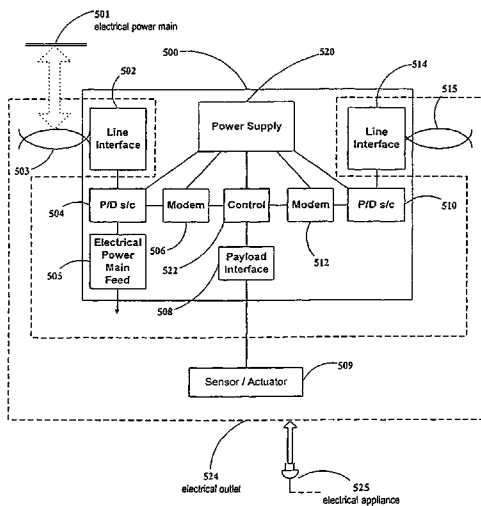 501
electrical power main
500
520
502
514
515
Line
Interface
Power Supply
Line
Interface
503
P/D s/c
Modem
Control
Modem
P/D s/c
504
510
506
522
512
Electrical
Power
Main
Feed
505
Payload
Interface
508
Sensor / Actuator
509
524
electrical outlet
525
electrical appliance